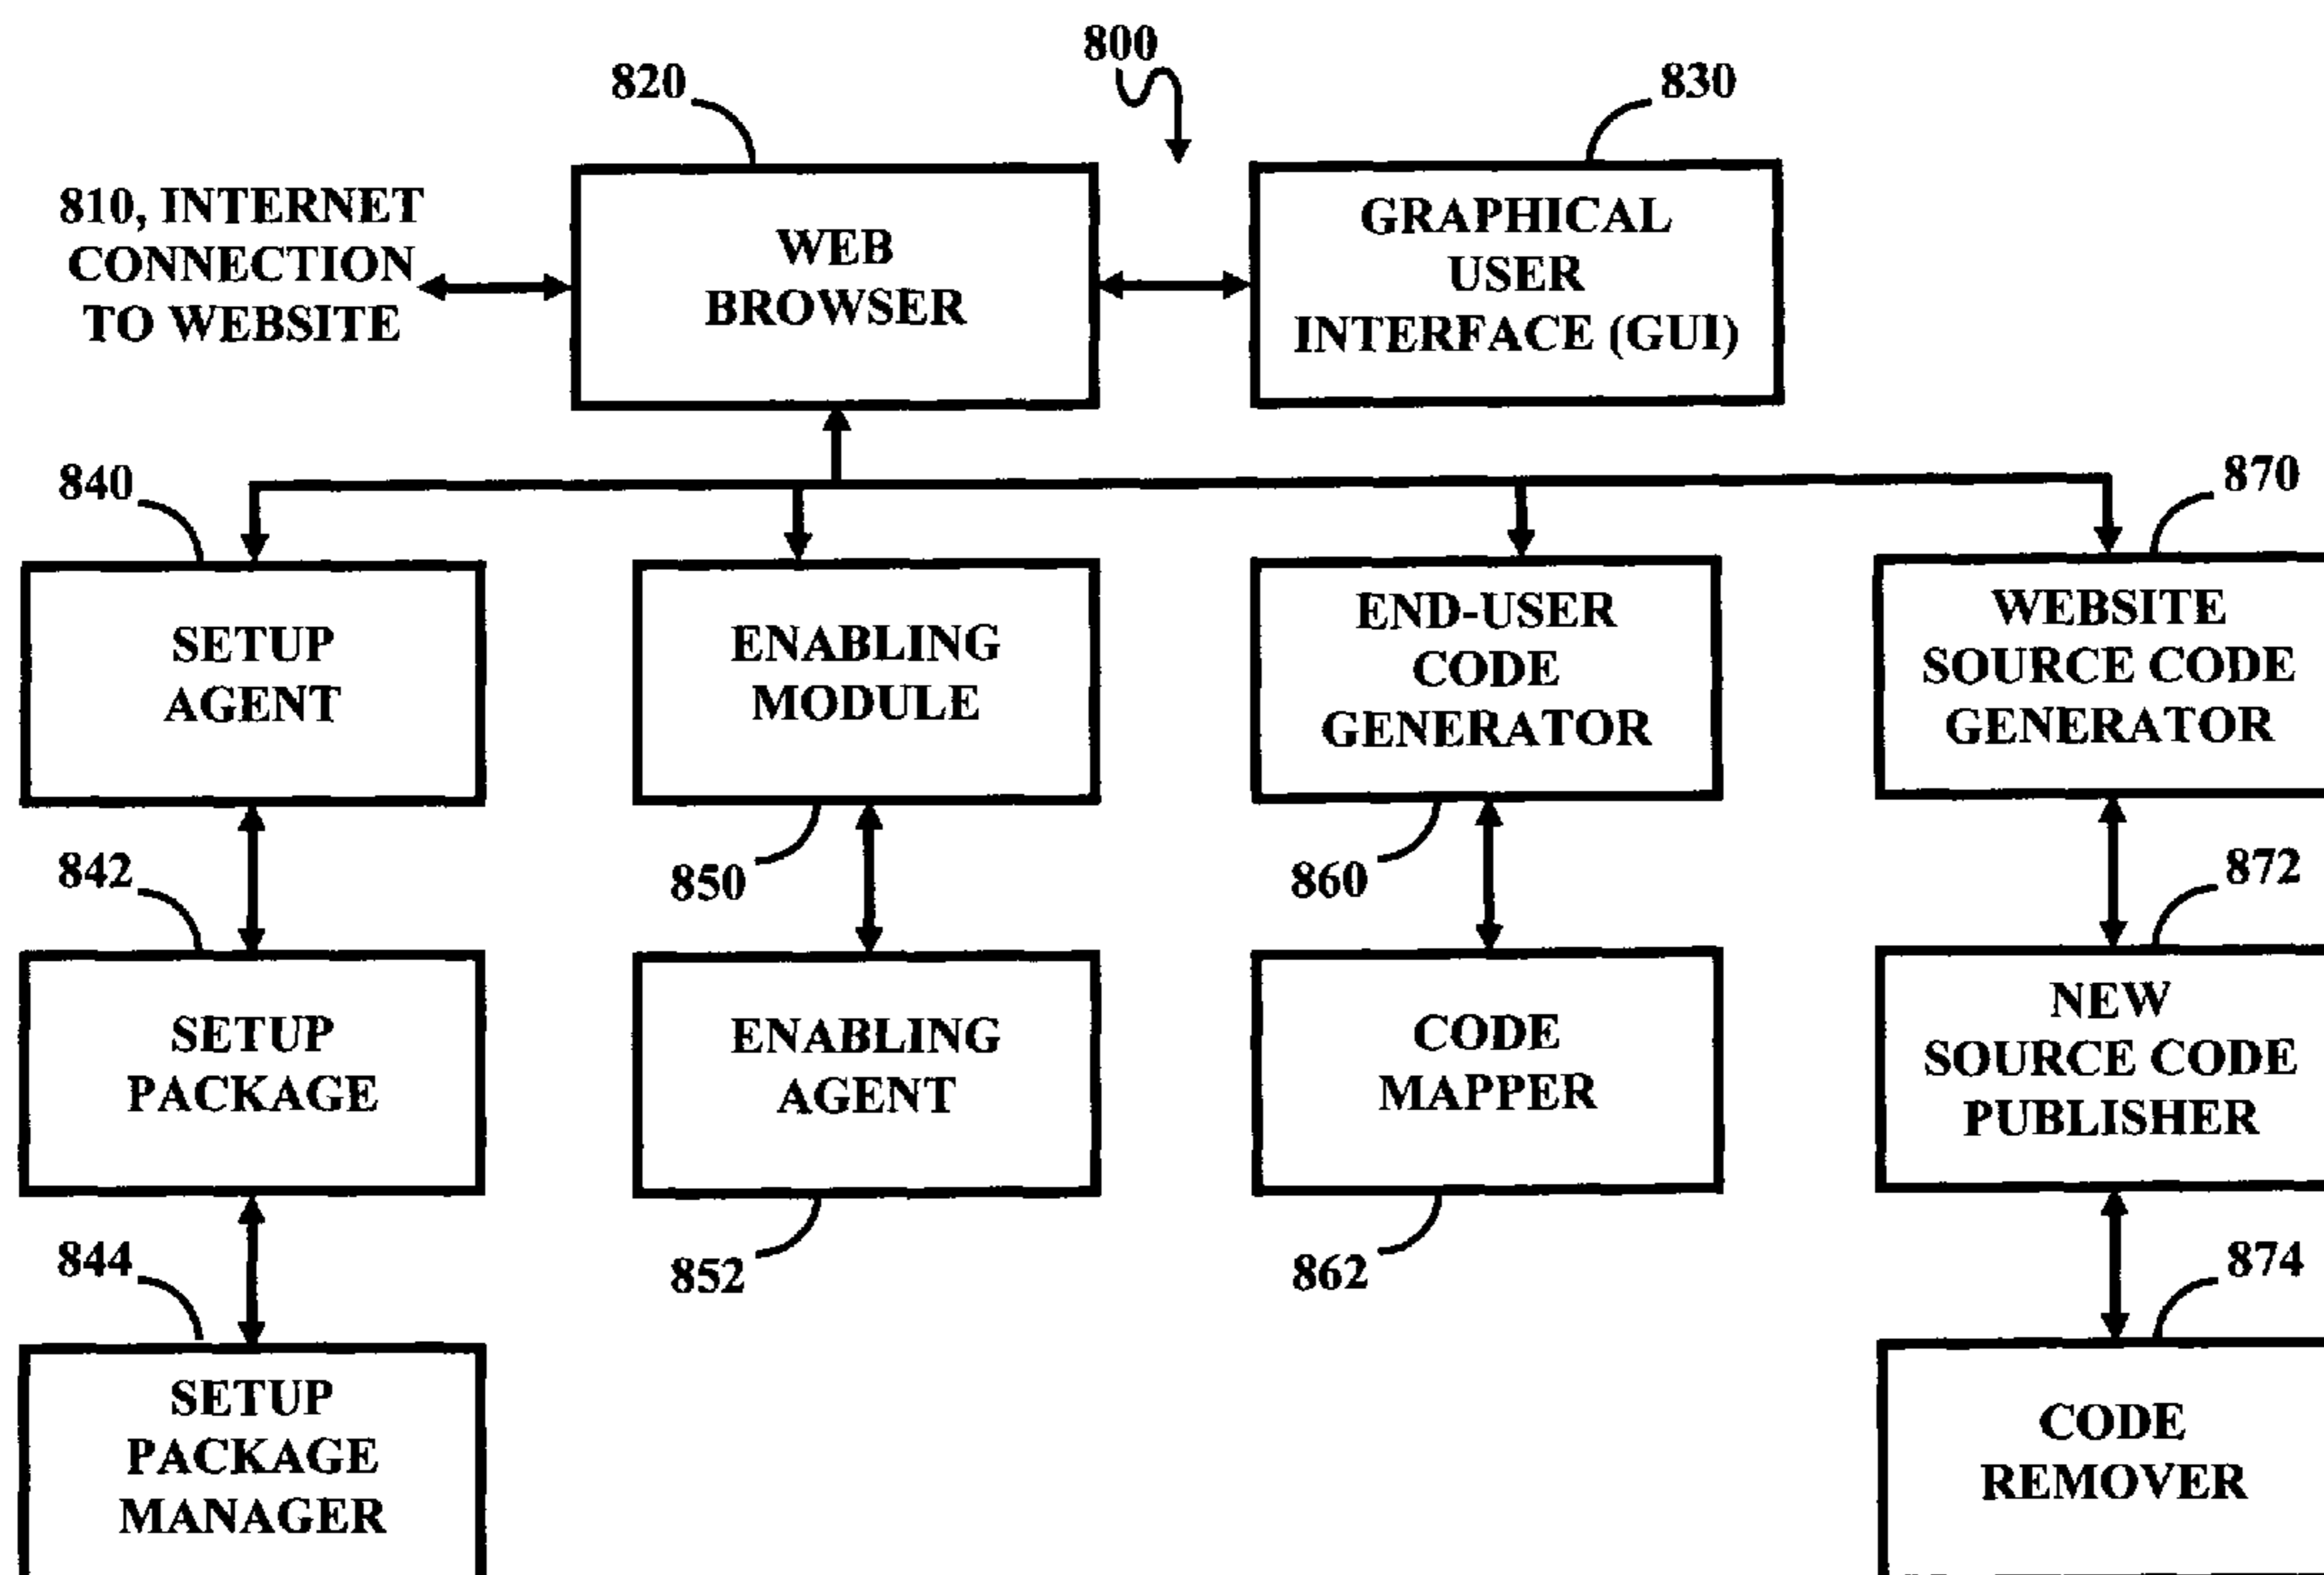 800
820
830
810, INTERNET
CONNECTION
TO WEBSITE
WEB
BROWSER
GRAPHICAL
USER
INTERFACE (GUI)
840
870
SETUP
AGENT
ENABLING
MODULE
END-USER
CODE
GENERATOR
WEBSITE
SOURCE CODE
GENERATOR
842
850
860
872
SETUP
PACKAGE
ENABLING
AGENT
CODE
MAPPER
NEW
SOURCE CODE
PUBLISHER
844
852
862
874
SETUP
PACKAGE
MANAGER
CODE
REMOVER